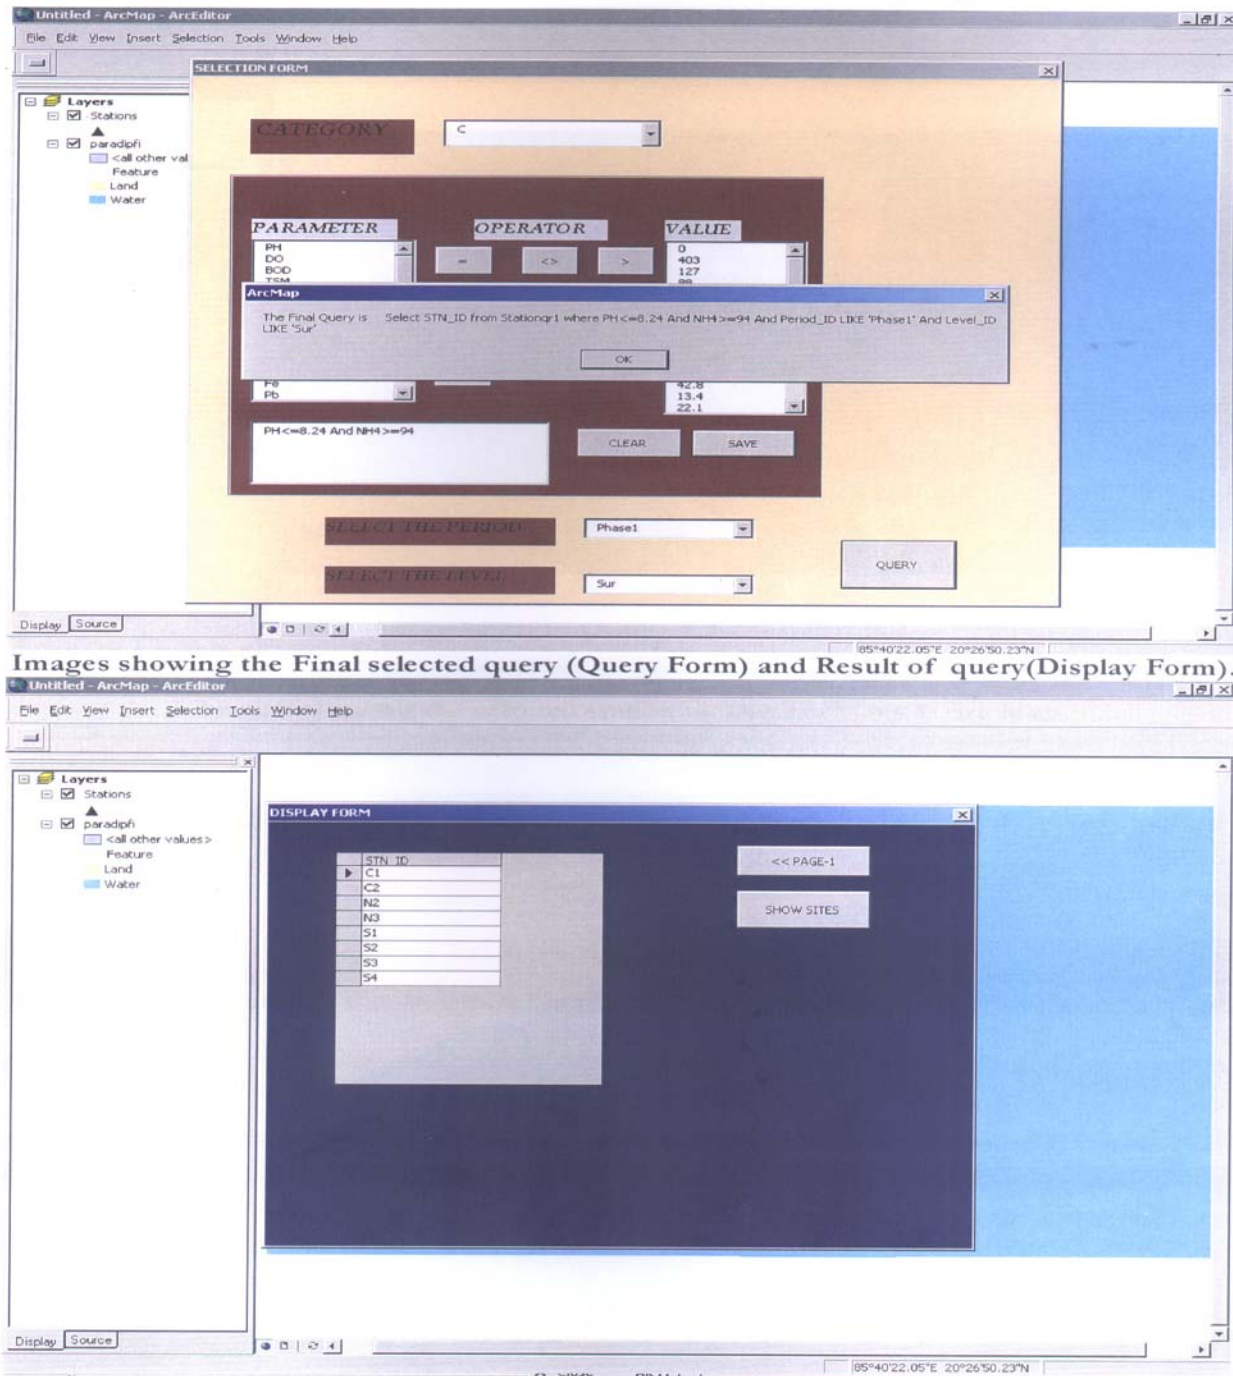 Untitled - ArcMap - ArcEditor
File Edit View Insert Selection Tools Window Help
SELECTION FORM
Layers
Stations
paradipfi
<all other val
Feature
Land
Water
CATEGORY
C
PARAMETER OPERATOR VALUE
PH
DO
BOD
TSM
= <> >
0
403
127
ArcMap
The Final Query is Select STN_ID from Stationqr1 where PH<=8.24 And NH4>=94 And Period_ID LIKE 'Phase1' And Level_ID
LIKE 'Sur'
OK
Fe
Pb
42.8
13.4
22.1
PH<=8.24 And NH4>=94
CLEAR SAVE
SELECT THE PERIOD
Phase1
SELECT THE LEVEL
Sur
QUERY
Display Source
85°40'22.05"E 20°26'50.23"N
Images showing the Final selected query (Query Form) and Result of query(Display Form).
Untitled - ArcMap - ArcEditor
File Edit View Insert Selection Tools Window Help
Layers
Stations
paradipfi
<all other values>
Feature
Land
Water
DISPLAY FORM
STN_ID
C1
C2
N2
N3
S1
S2
S3
S4
<< PAGE-1
SHOW SITES
Display Source
85°40'22.05"E 20°26'50.23"N